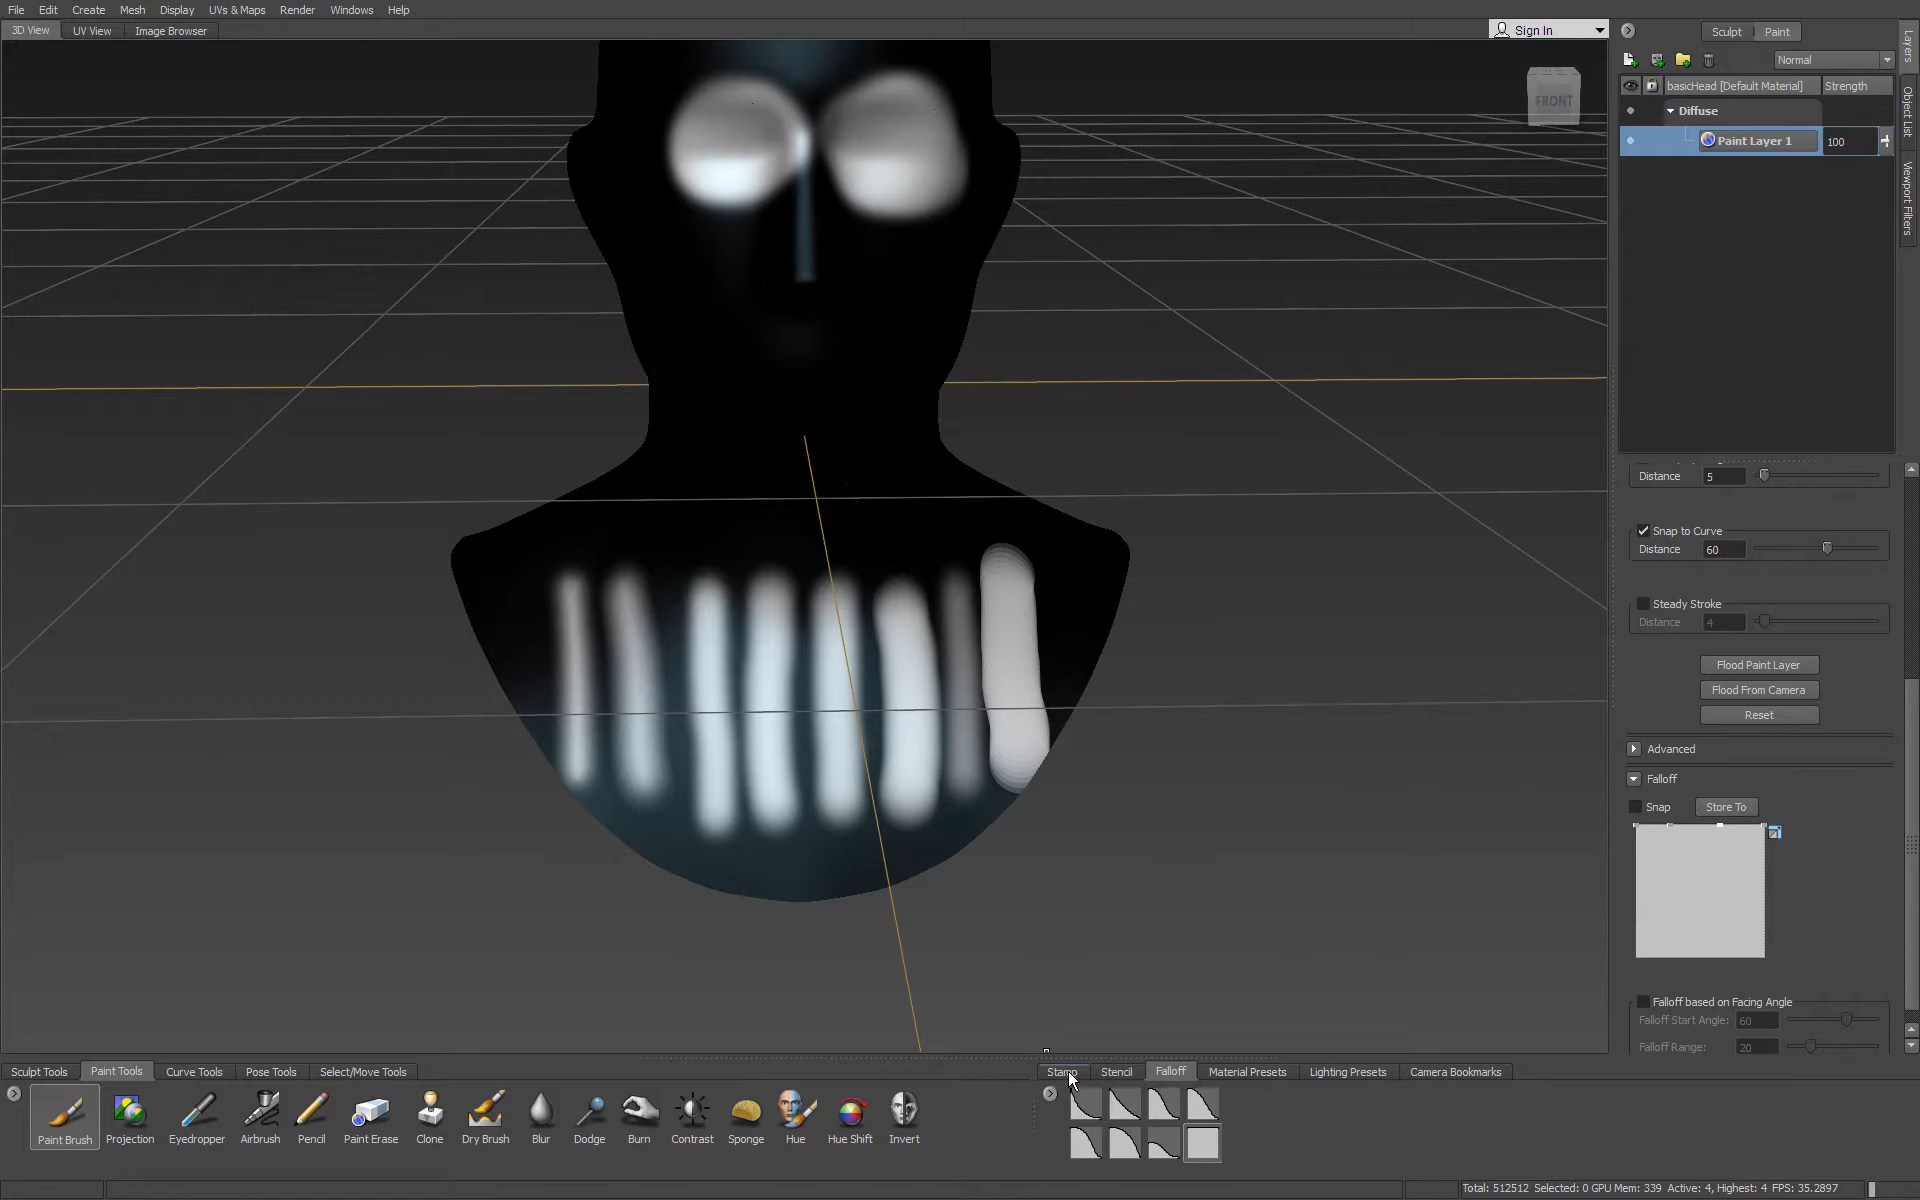 File Edit Create Mesh Display UVs & Maps Render Windows Help
3D View UV View Image Browser
Sign In
FRONT
Sculpt Paint
Normal
basicHead [Default Material] Strength
Diffuse
Paint Layer 1 100
Layers
Object List
Viewport Filters
Distance 5
Snap to Curve
Distance 60
Steady Stroke
Distance 4
Flood Paint Layer
Flood From Camera
Reset
Advanced
Falloff
Snap Store To
Falloff based on Facing Angle
Falloff Start Angle: 60
Falloff Range: 20
Sculpt Tools Paint Tools Curve Tools Pose Tools Select/Move Tools
Stamp Stencil Falloff Material Presets Lighting Presets Camera Bookmarks
Paint Brush Projection Eyedropper Airbrush Pencil Paint Erase Clone Dry Brush Blur Dodge Burn Contrast Sponge Hue Hue Shift Invert
Total: 512512 Selected: 0 GPU Mem: 339 Active: 4, Highest: 4 FPS: 35.2897